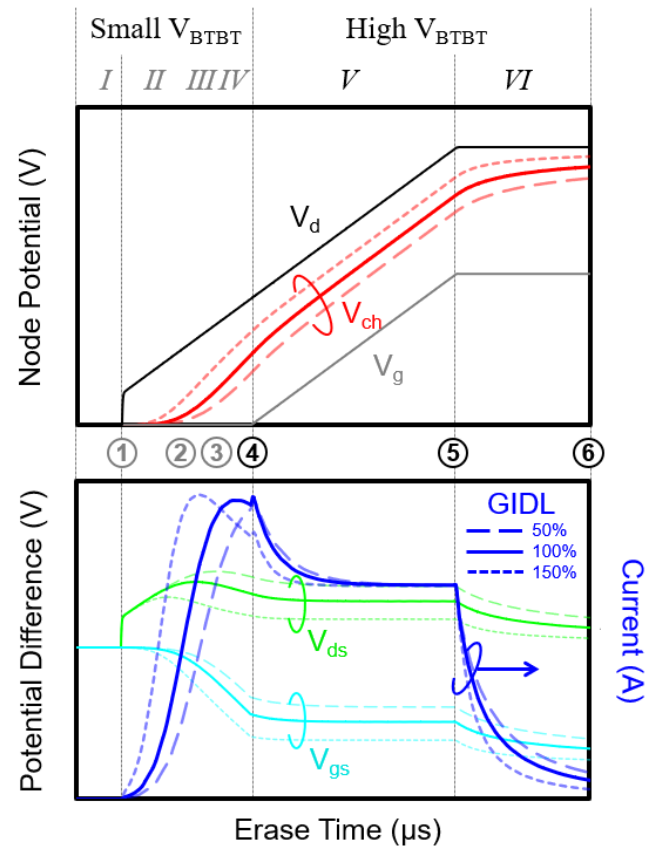 Small V_BTBT High V_BTBT
I II III IV V VI
Node Potential (V)
V_d
V_ch
V_g
① ② ③ ④ ⑤ ⑥
Potential Difference (V)
GIDL
50%
100%
150%
V_ds
V_gs
Current (A)
Erase Time (μs)